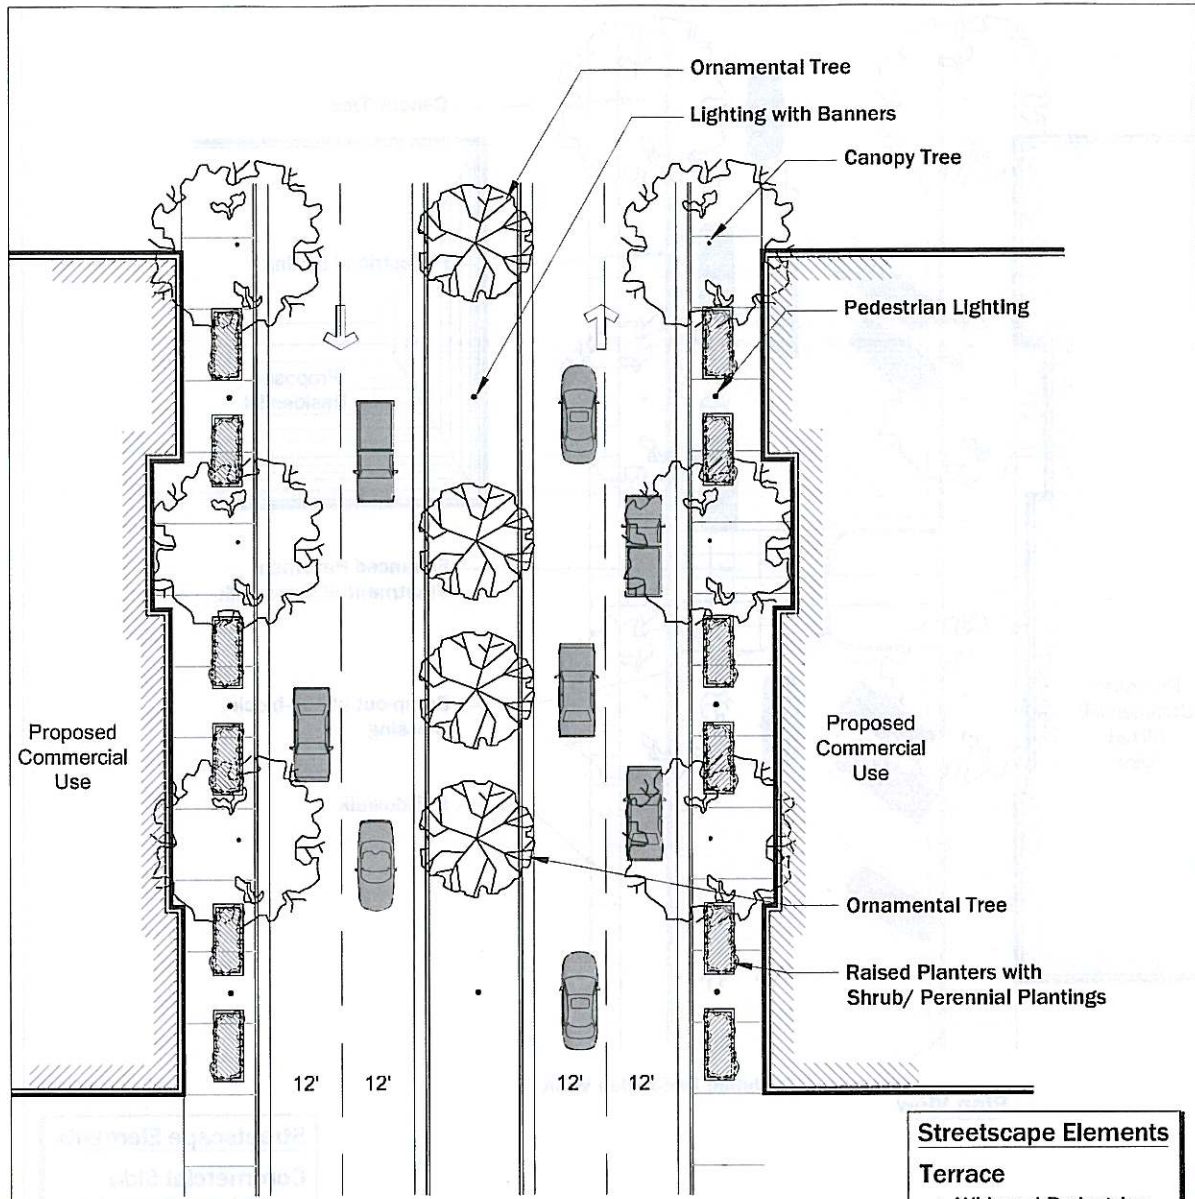 Ornamental Tree
Lighting with Banners
Canopy Tree
Pedestrian Lighting
Proposed
Commercial
Use
Proposed
Commercial
Use
Ornamental Tree
Raised Planters with
Shrub/ Perennial Plantings
12' 12' 12' 12'
Streetscape Elements
Terrace